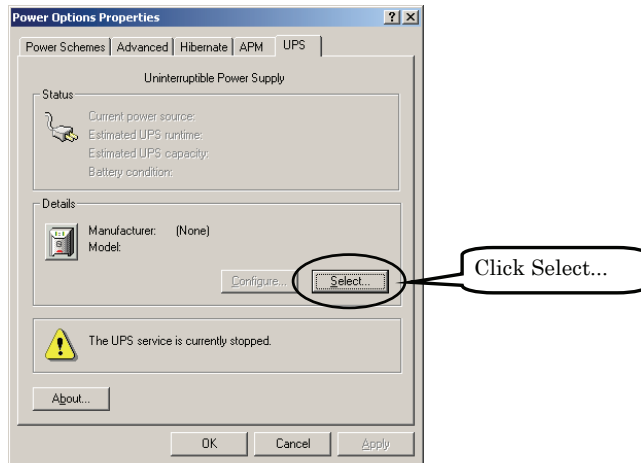 Power Options Properties
Power Schemes Advanced Hibernate APM UPS
Uninterruptible Power Supply
Status
Current power source:
Estimated UPS runtime:
Estimated UPS capacity:
Battery condition:
Details
Manufacturer: (None)
Model:
Configure... Select...
Click Select...
The UPS service is currently stopped.
About...
OK Cancel Apply